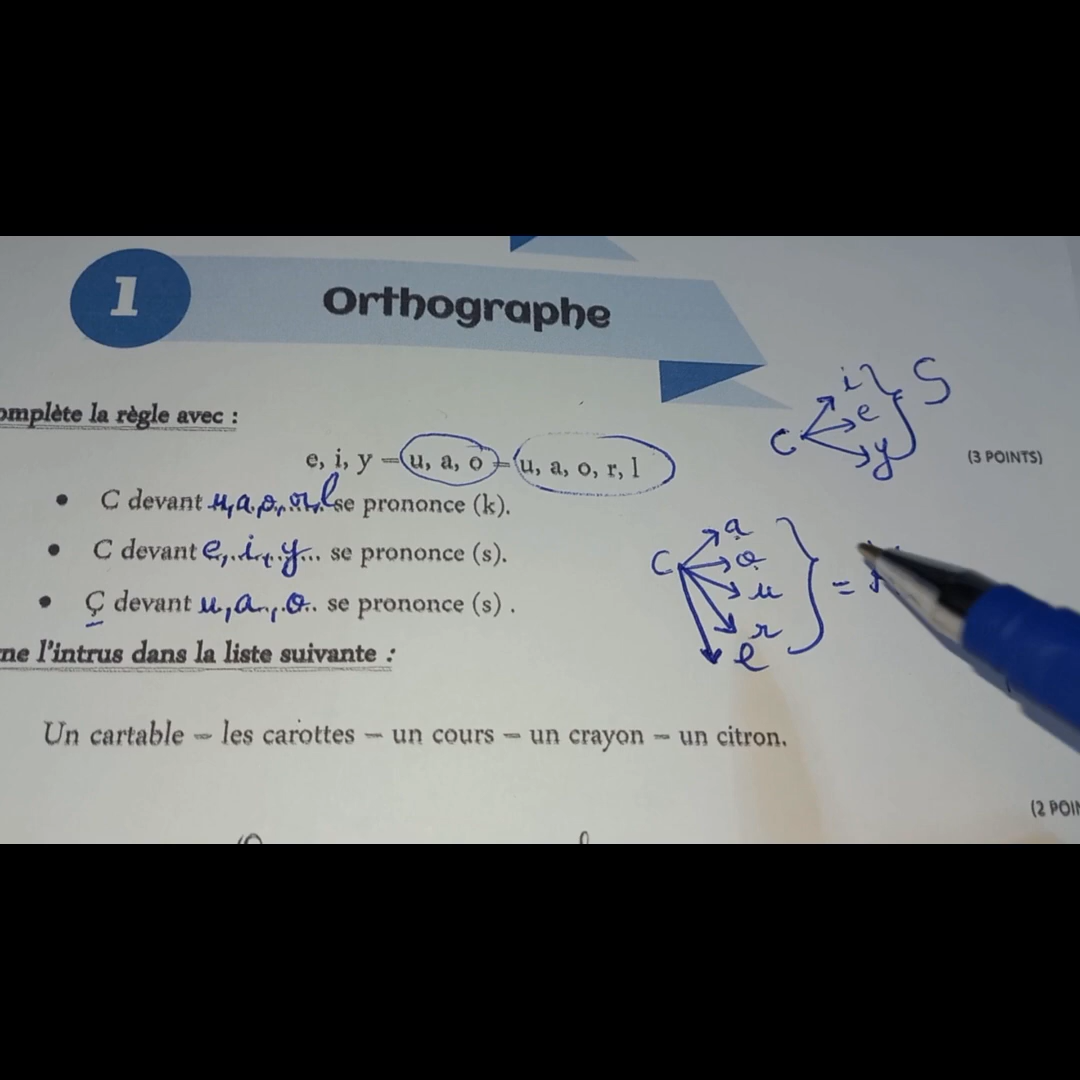 1
Orthographe
omplète la règle avec :
e, i, y – u, a, o – u, a, o, r, l
(3 POINTS)
• C devant u, a, o, r, l se prononce (k).
• C devant e, i, y... se prononce (s).
• Ç devant u, a, o.. se prononce (s) .
c i e y } S
c a o u r l } =
ne l'intrus dans la liste suivante :
Un cartable – les carottes – un cours – un crayon – un citron.
(2 POIN